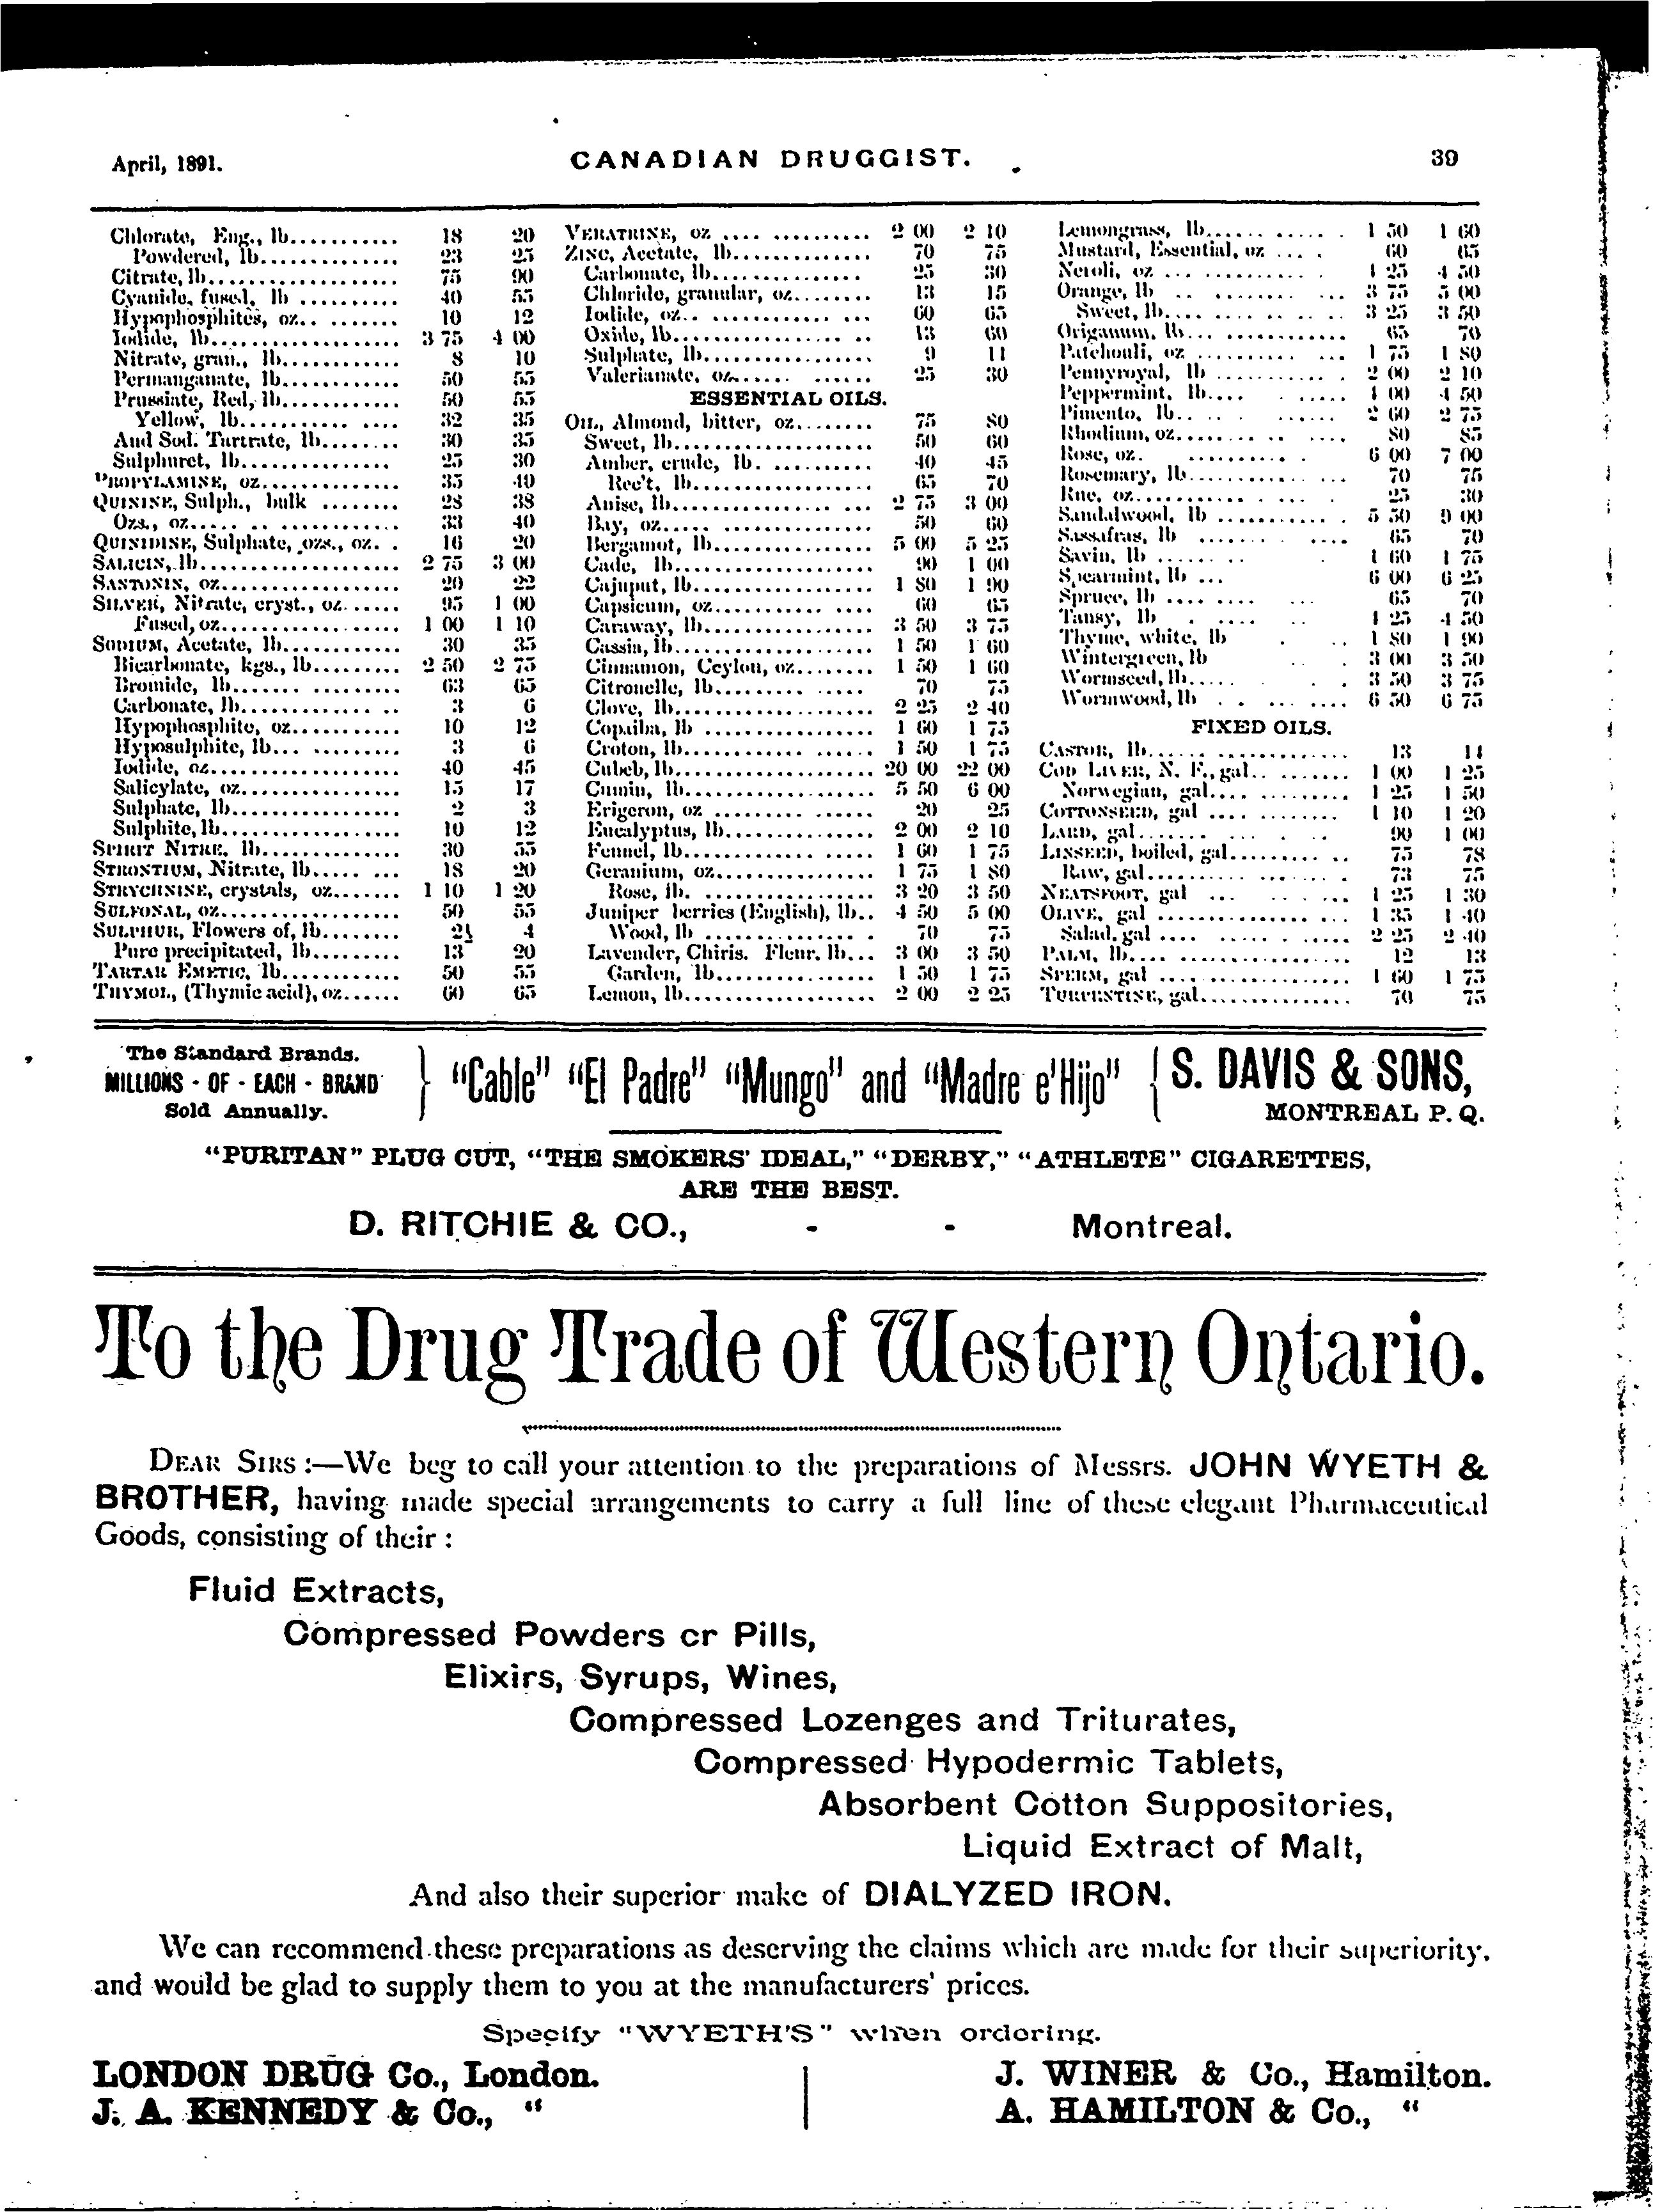 April, 1891. CANADIAN DRUGGIST. 39
Chlorate, Eng., lb........... 18 20
Powdered, lb.............. 23 25
Citrate, lb.................... 75 90
Cyanide, fused, lb .......... 40 55
Hypophosphites, oz.. ....... 10 12
Iodide, lb.................... 3 75 4 00
Nitrate, gran., lb............ 8 10
Permanganate, lb............ 50 55
Prussiate, Red, lb............ 50 55
Yellow, lb............ .... 32 35
And Sod. Tartrate, lb........ 30 35
Sulphuret, lb............... 25 30
PROPYLAMINE, oz.............. 35 40
QUININE, Sulph., bulk ........ 28 38
Ozs., oz..... .. ............ 33 40
QUINIDINE, Sulphate, ozs., oz. . 16 20
SALICIN, lb.................... 2 75 3 00
SANTONIN, oz.................. 20 22
SILVER, Nitrate, cryst., oz...... 95 1 00
Fused, oz.................. 1 00 1 10
SODIUM, Acetate, lb............ 30 35
Bicarbonate, kgs., lb......... 2 50 2 75
Bromide, lb....... ......... 63 65
Carbonate, lb.............. .. 3 6
Hypophosphite, oz........... 10 12
Hyposulphite, lb... ......... 3 6
Iodide, oz................... 40 45
Salicylate, oz................ 15 17
Sulphate, lb................. 2 3
Sulphite, lb.................. 10 12
SPIRIT NITRE, lb.............. 30 55
STRONTIUM, Nitrate, lb..... ... 18 20
STRYCHNINE, crystals, oz....... 1 10 1 20
SULFONAL, oz.................. 50 55
SULPHUR, Flowers of, lb........ 2½ 4
Pure precipitated, lb......... 13 20
TARTAR EMETIC, lb............ 50 55
THYMOL, (Thymic acid), oz...... 60 65
VERATRINE, oz .... .......... 2 00 2 10
ZINC, Acetate, lb.............. 70 75
Carbonate, lb................ 25 30
Chloride, granular, oz........ 13 15
Iodide, oz.. ............ ... 60 65
Oxide, lb................. .. 13 60
Sulphate, lb................. 9 11
Valerianate, oz...... ...... 25 30
ESSENTIAL OILS.
OIL, Almond, bitter, oz........ 75 80
Sweet, lb.................... 50 60
Amber, crude, lb. ........... 40 45
Rec't, lb.................. 65 70
Anise, lb................ ... 2 75 3 00
Bay, oz..... ............... 50 60
Bergamot, lb................ 5 00 5 25
Cade, lb.................... 90 1 00
Cajuput, lb.................. 1 80 1 90
Capsicum, oz............ .... 60 65
Caraway, lb................. 3 50 3 75
Cassia, lb.................... 1 50 1 60
Cinnamon, Ceylon, oz........ 1 50 1 60
Citronelle, lb........... ..... 70 75
Clove, lb.................... 2 25 2 40
Copaiba, lb ................. 1 60 1 75
Croton, lb............. ...... 1 50 1 75
Cubeb, lb.................... 20 00 22 00
Cumin, lb................... 5 50 6 00
Erigeron, oz .......... ...... 20 25
Eucalyptus, lb............... 2 00 2 10
Fennel, lb................... 1 60 1 75
Geranium, oz................ 1 75 1 80
Rose, lb. ................. 3 20 3 50
Juniper berries (English), lb.. 4 50 5 00
Wood, lb ................. 70 75
Lavender, Chiris. Fleur, lb... 3 00 3 50
Garden, lb................ 1 50 1 75
Lemon, lb................... 2 00 2 25
Lemongrass, lb...... ...... . 1 50 1 60
Mustard, Essential, oz .... . 60 65
Neroli, oz ... ............ . 4 50
Orange, lb .. ......... ... 3 75 5 00
Sweet, lb....... .. .. .. ... 3 25 3 50
Origanum, lb... ............ 65 70
Patchouli, oz .......... ... 1 75 1 80
Pennyroyal, lb ............ . 2 00 2 10
Peppermint, lb.... .... .... 4 50
Pimento, lb.. . ...... .... 2 60 2 75
Rhodium, oz......... .. .... 80 85
Rose, oz. .......... . 6 00 7 00
Rosemary, lb............ ... 70 75
Rue, oz............ . ... .. 25 30
Sandalwood, lb ........... . 5 50 9 00
Sassafras, lb ...... .... 65 70
Savin, lb ....... .. . 1 60 1 75
Spearmint, lb ... 6 00 6 25
Spruce, lb .... .... ... 65 70
Tansy, lb . .... . ... 4 50
Thyme, white, lb . .. 1 80 1 90
Wintergreen, lb .. . 3 00 3 50
Wormseed, lb..... . . 3 50 3 75
Wormwood, lb . . ... .... 6 50 6 75
FIXED OILS.
CASTOR, lb...... ............ 13 14
COD LIVER, N. F., gal.. ........ 1 00 1 25
Norwegian, gal.... .......... 1 25 1 50
COTTONSEED, gal .... .......... 1 10 1 20
LARD, gal....... ... . .. 90 1 00
LINSEED, boiled, gal......... .. 75 78
Raw, gal............ ....... 73 75
NEATSFOOT, gal ... ...... ... 1 25 1 30
OLIVE, gal ............. ..... 1 35 1 40
Salad, gal .... ..... . ..... 2 25 2 40
PALM, lb.... ................ 12 13
SPERM, gal .... .............. 1 60 1 75
TURPENTINE, gal............... 70 75
The Standard Brands.
MILLIONS - OF - EACH - BRAND
Sold Annually.
"Cable" "El Padre" "Mungo" and "Madre e'Hijo"
S. DAVIS & SONS,
MONTREAL P. Q.
"PURITAN" PLUG CUT, "THE SMOKERS' IDEAL," "DERBY," "ATHLETE" CIGARETTES,
ARE THE BEST.
D. RITCHIE & CO., - - Montreal.
To the Drug Trade of Western Ontario.
DEAR SIRS:—We beg to call your attention to the preparations of Messrs. JOHN WYETH &
BROTHER, having made special arrangements to carry a full line of these elegant Pharmaceutical
Goods, consisting of their:
Fluid Extracts,
Compressed Powders or Pills,
Elixirs, Syrups, Wines,
Compressed Lozenges and Triturates,
Compressed Hypodermic Tablets,
Absorbent Cotton Suppositories,
Liquid Extract of Malt,
And also their superior make of DIALYZED IRON.
We can recommend these preparations as deserving the claims which are made for their superiority,
and would be glad to supply them to you at the manufacturers' prices.
Specify "WYETH'S" when ordering.
LONDON DRUG Co., London.
J. A. KENNEDY & Co., "
J. WINER & Co., Hamilton.
A. HAMILTON & Co., "